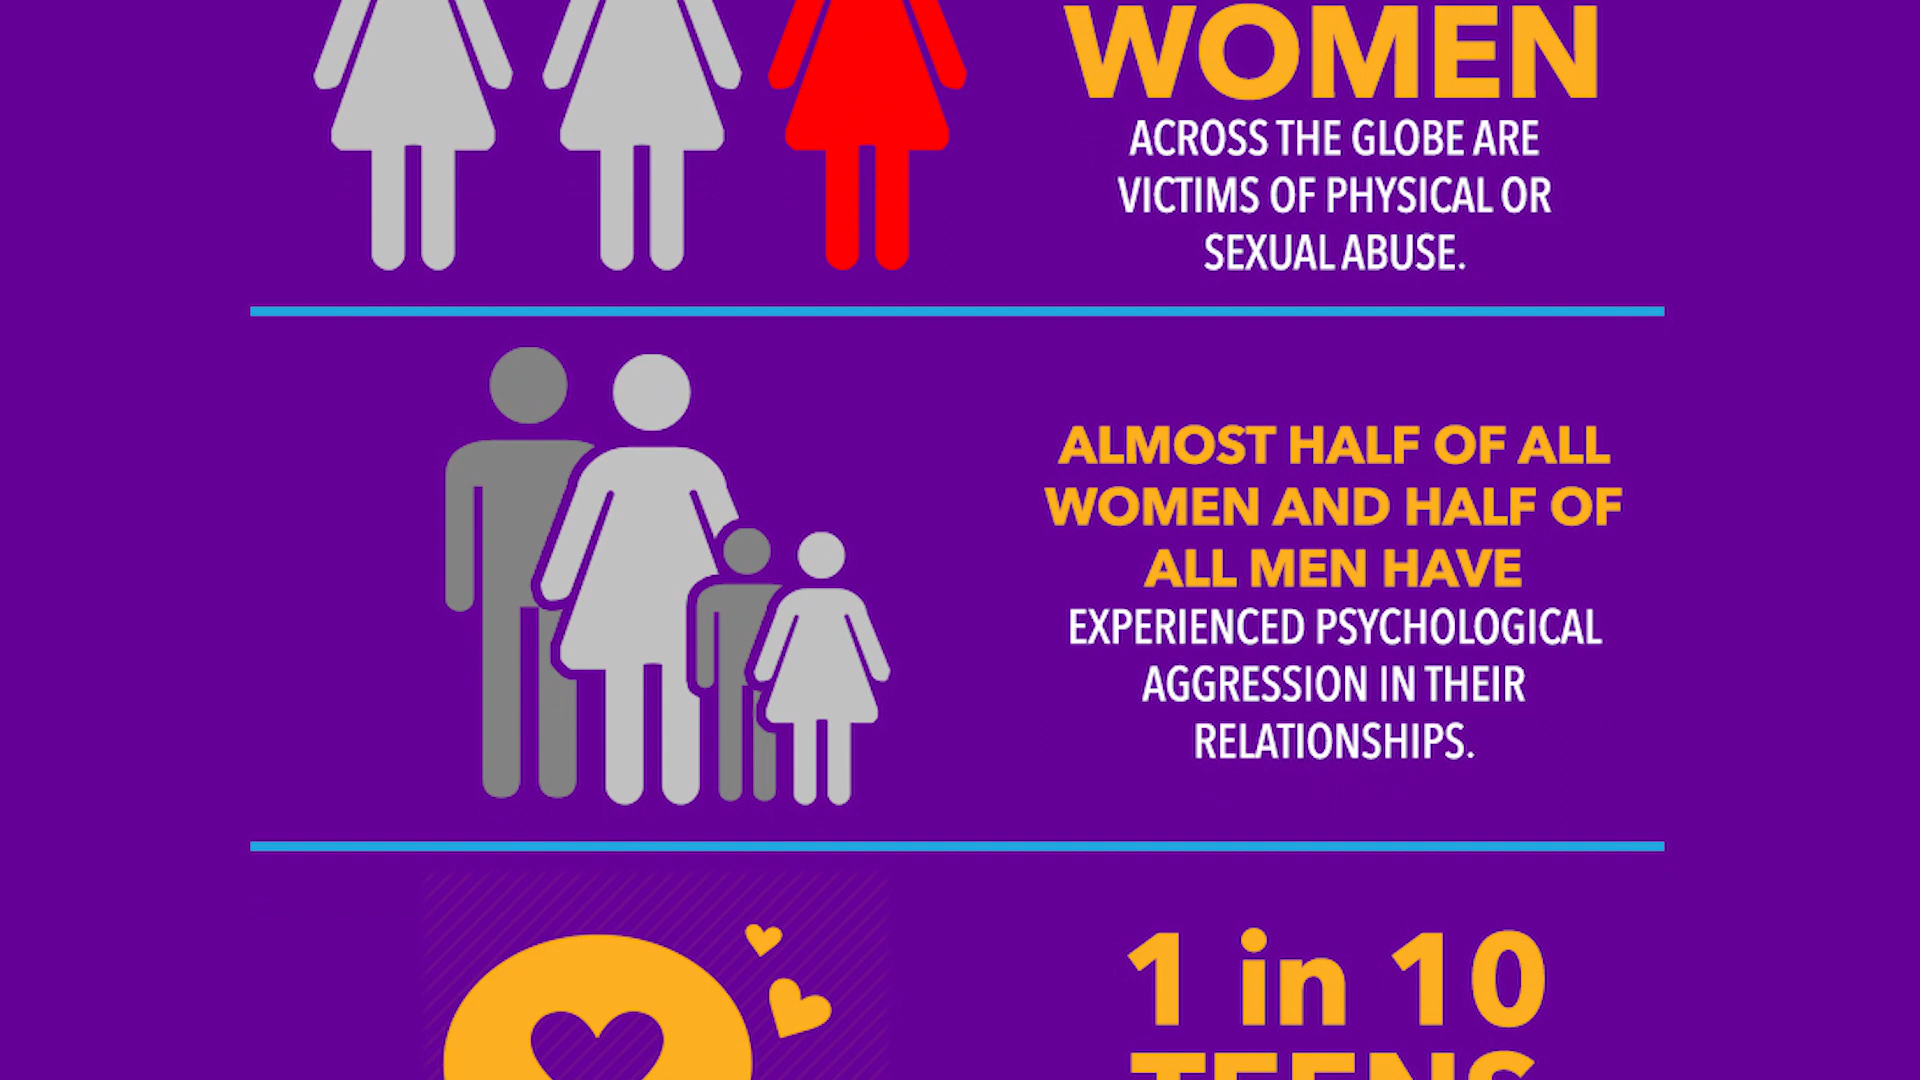 WOMEN
ACROSS THE GLOBE ARE
VICTIMS OF PHYSICAL OR
SEXUAL ABUSE.
ALMOST HALF OF ALL
WOMEN AND HALF OF
ALL MEN HAVE
EXPERIENCED PSYCHOLOGICAL
AGGRESSION IN THEIR
RELATIONSHIPS.
1 in 10
TEENS